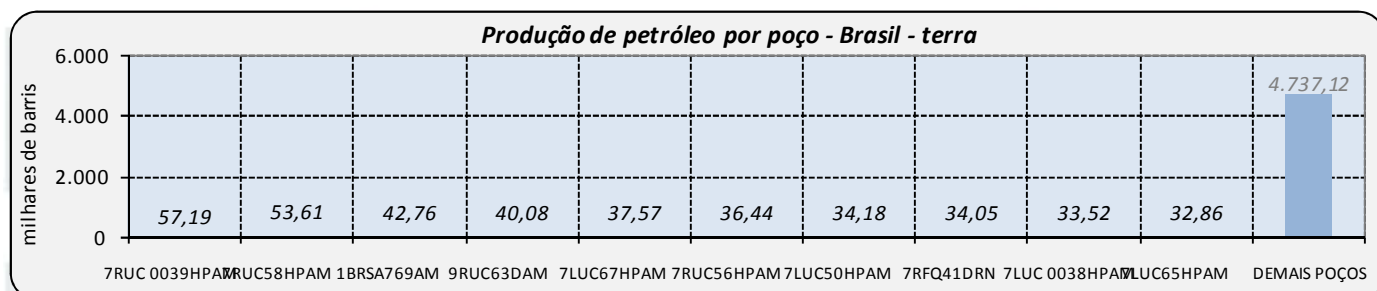 Produção de petróleo por poço - Brasil - terra
milhares de barris
6.000
4.000
2.000
0
57,19 53,61 42,76 40,08 37,57 36,44 34,18 34,05 33,52 32,86 4.737,12
7RUC 0039HPAM 7RUC58HPAM 1BRSA769AM 9RUC63DAM 7LUC67HPAM 7RUC56HPAM 7LUC50HPAM 7RFQ41DRN 7LUC 0038HPAM 7LUC65HPAM DEMAIS POÇOS